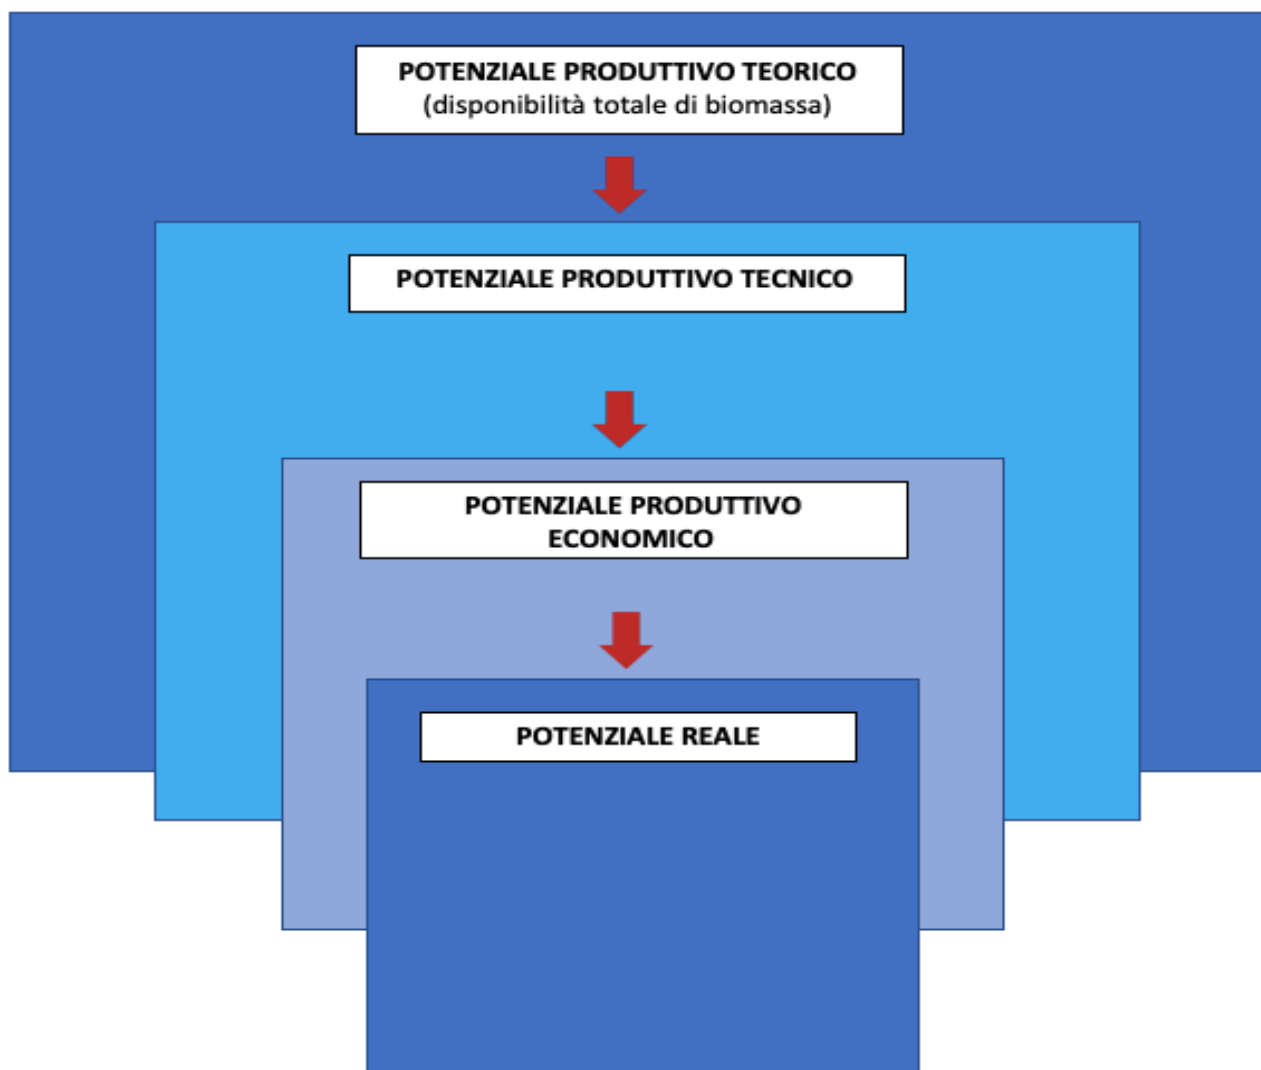 POTENZIALE PRODUTTIVO TEORICO
(disponibilità totale di biomassa)
POTENZIALE PRODUTTIVO TECNICO
POTENZIALE PRODUTTIVO
ECONOMICO
POTENZIALE REALE